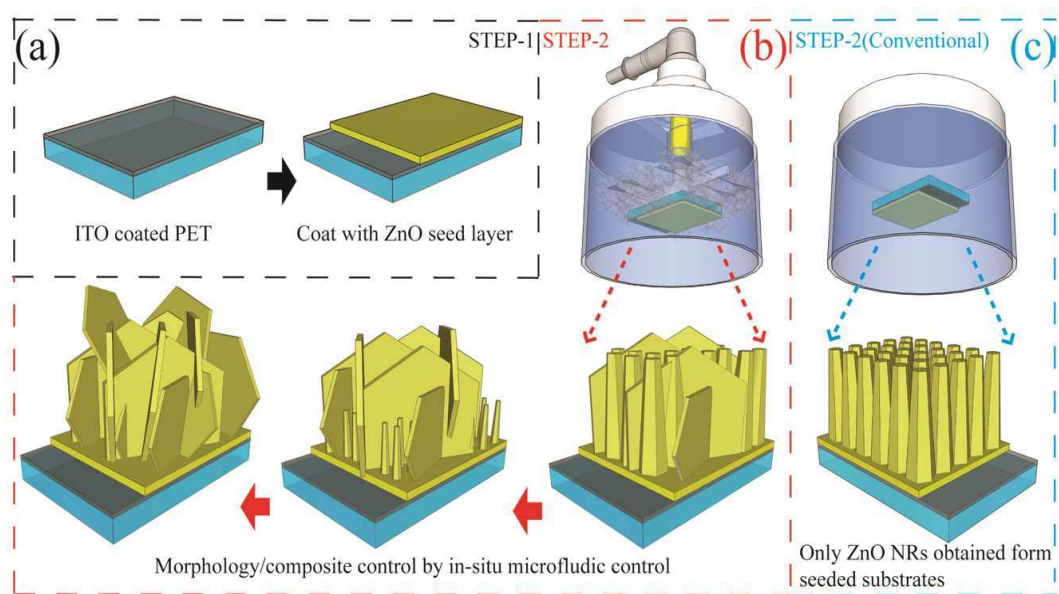 (a)
STEP-1
STEP-2
(b)
STEP-2(Conventional)
(c)
ITO coated PET
Coat with ZnO seed layer
Morphology/composite control by in-situ microfludic control
Only ZnO NRs obtained form
seeded substrates